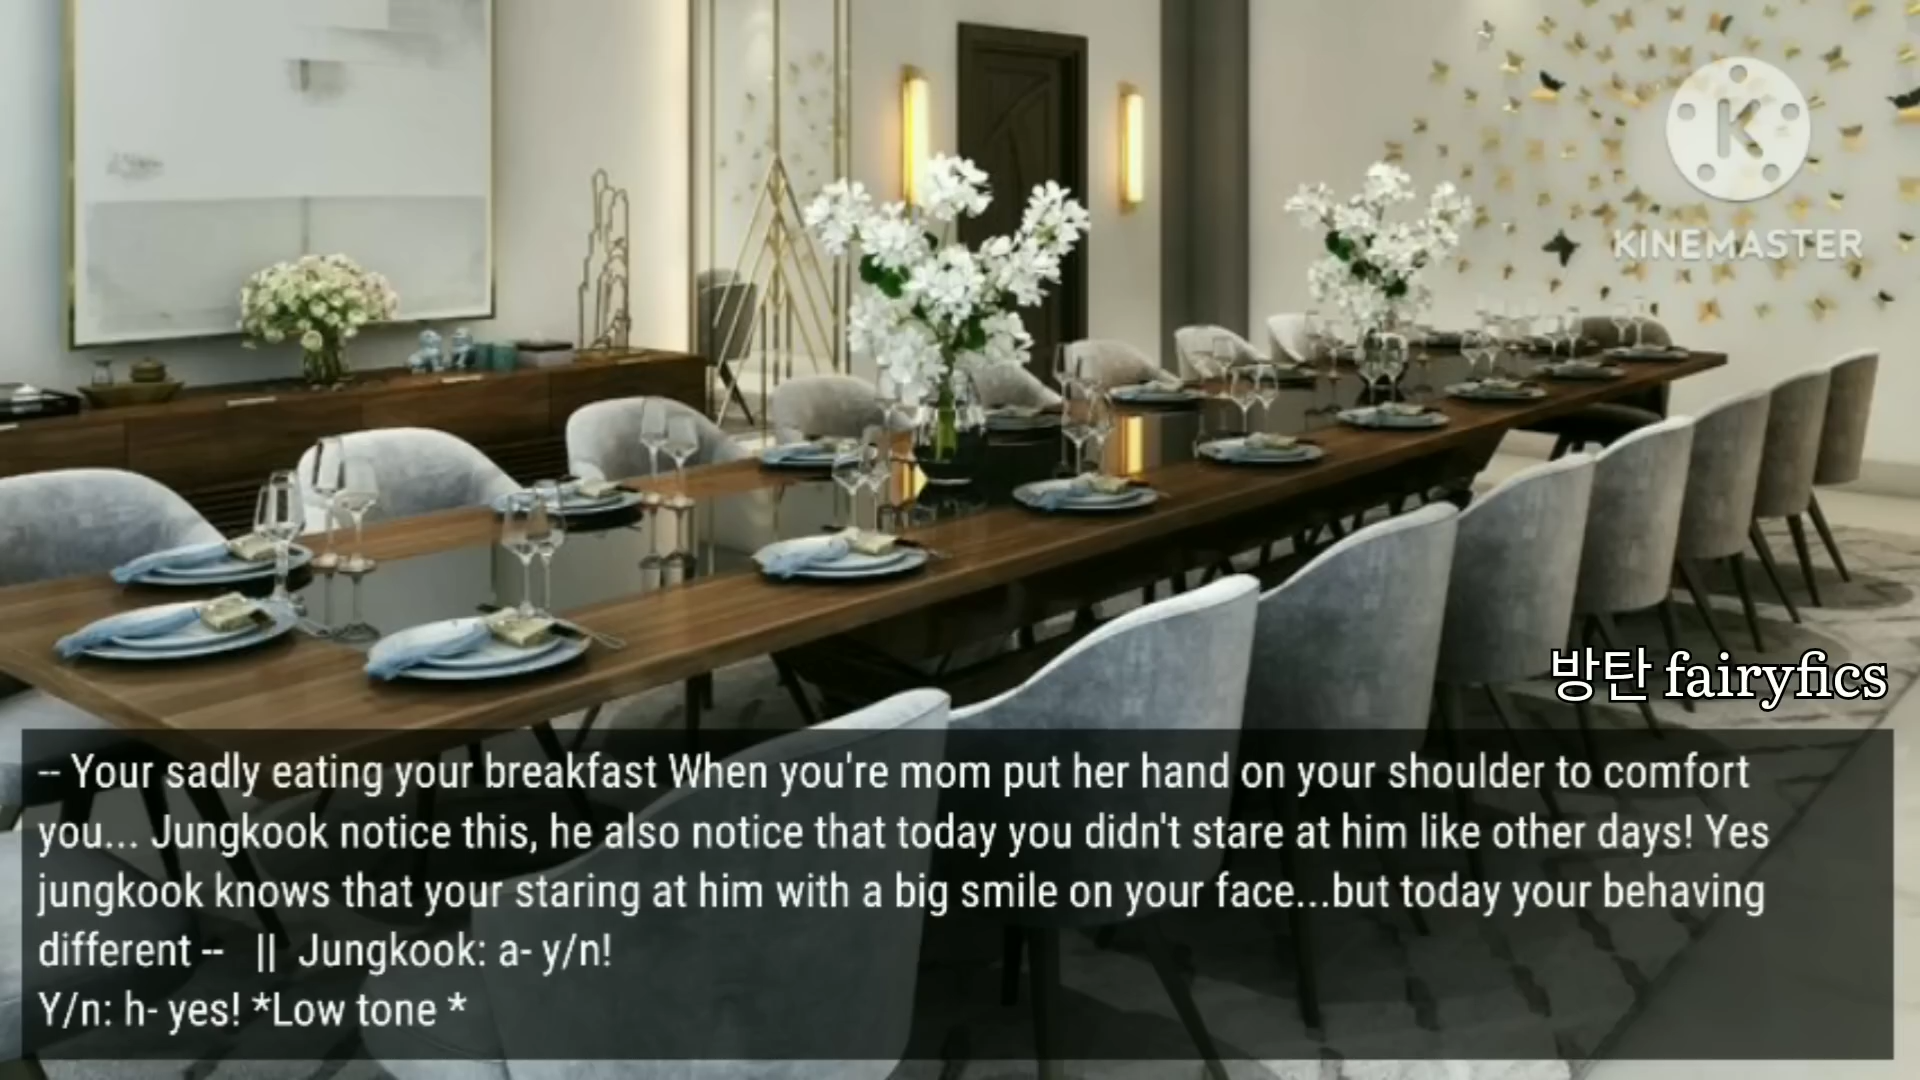 K
KINEMASTER
방탄 fairyfics
-- Your sadly eating your breakfast When you're mom put her hand on your shoulder to comfort
you... Jungkook notice this, he also notice that today you didn't stare at him like other days! Yes
jungkook knows that your staring at him with a big smile on your face...but today your behaving
different -- || Jungkook: a- y/n!
Y/n: h- yes! *Low tone *